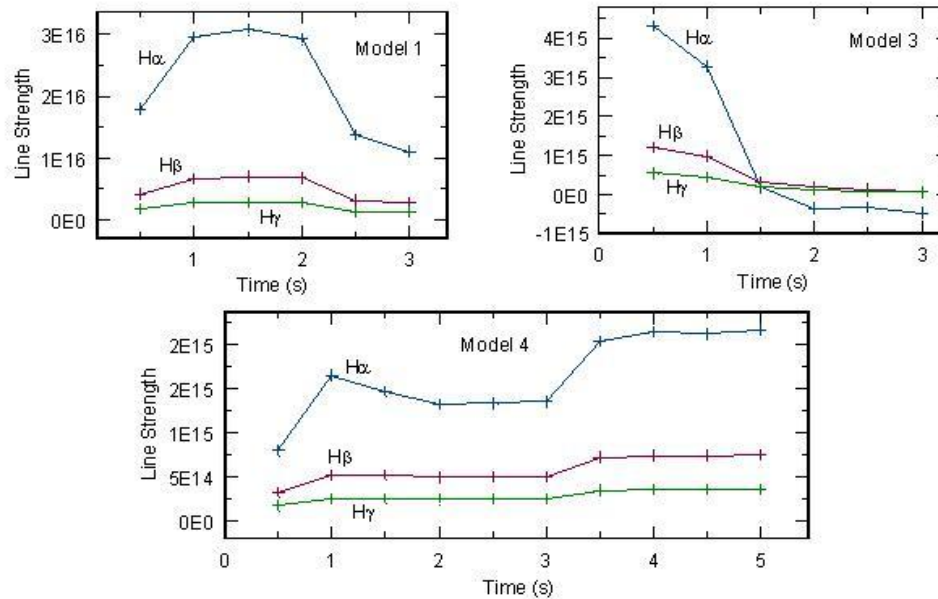 Model 1
Line Strength
3E16
2E16
1E16
0E0
Hα
Hβ
Hγ
1
2
3
Time (s)
Model 3
Line Strength
4E15
3E15
2E15
1E15
0E0
-1E15
Hα
Hβ
Hγ
0
1
2
3
Time (s)
Model 4
Line Strength
2E15
2E15
1E15
5E14
0E0
Hα
Hβ
Hγ
0
1
2
3
4
5
Time (s)